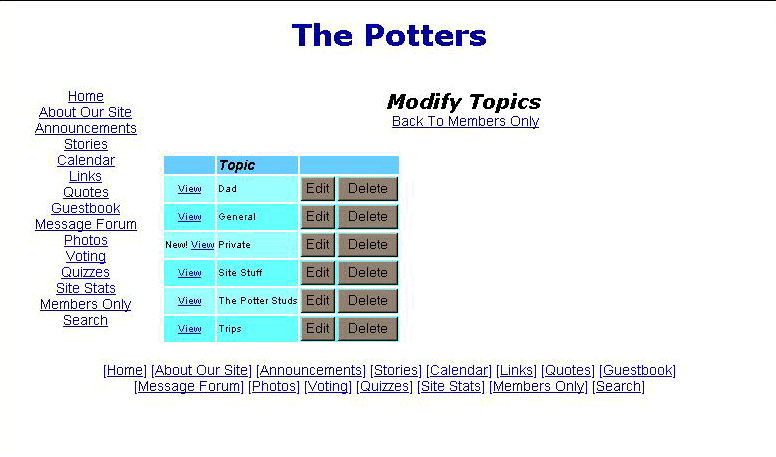 The Potters
Home
About Our Site
Announcements
Stories
Calendar
Links
Quotes
Guestbook
Message Forum
Photos
Voting
Quizzes
Site Stats
Members Only
Search
Modify Topics
Back To Members Only
Topic
View Dad Edit Delete
View General Edit Delete
New! View Private Edit Delete
View Site Stuff Edit Delete
View The Potter Studs Edit Delete
View Trips Edit Delete
[Home] [About Our Site] [Announcements] [Stories] [Calendar] [Links] [Quotes] [Guestbook]
[Message Forum] [Photos] [Voting] [Quizzes] [Site Stats] [Members Only] [Search]